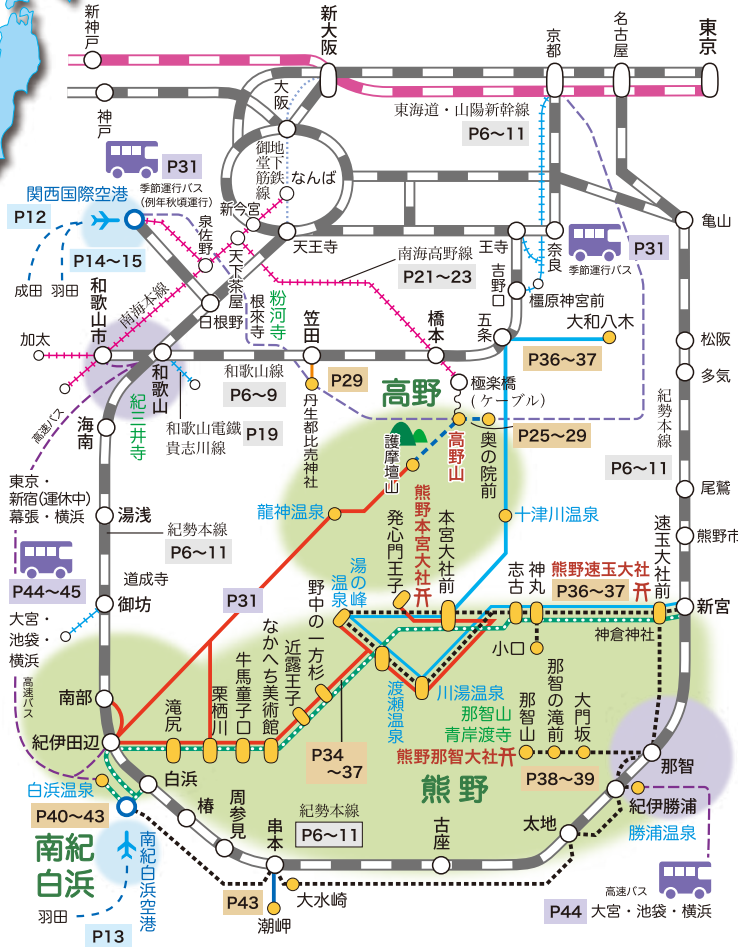 新神戸
新大阪
京都
名古屋
東京
神戸
大阪
東海道・山陽新幹線
P6～11
地下鉄
御堂筋線
なんば
P31
季節運行バス
(例年秋頃運行)
関西国際空港
P12
P14～15
成田
羽田
泉佐野
新今宮
天下茶屋
天王寺
王寺
奈良
P31
季節運行バス
亀山
南海高野線
P21～23
吉野口
橿原神宮前
南海本線
和歌山市
日根野
根來寺
粉河寺
笠田
橋本
五条
大和八木
P36～37
加太
和歌山
和歌山線
P6～9
P29
松阪
多気
紀三井寺
和歌山電鐵
貴志川線
P19
丹生都比売神社
高野
極楽橋
(ケーブル)
高野山
奥の院前
P25～29
紀勢本線
P6～11
海南
高速バス
護摩壇山
東京・
新宿(運休中)
幕張・横浜
湯浅
紀勢本線
P6～11
龍神温泉
発心門王子
熊野本宮大社
本宮大社前
十津川温泉
尾鷲
熊野市
P44～45
道成寺
御坊
大宮・
池袋・
横浜
高速バス
P31
湯の峰
温泉
志古
神丸
熊野速玉大社
P36～37
速玉大社前
新宮
神倉神社
小口
野中の一方杉
近露王子
なかへち美術館
牛馬童子口
栗栖川
滝尻
渡瀬温泉
川湯温泉
南部
紀伊田辺
P34
～37
那智山
青岸渡寺
熊野那智大社
那智山
那智の滝前
大門坂
P38～39
那智
熊野
白浜温泉
P40～43
白浜
椿
周参見
紀勢本線
P6～11
串本
古座
太地
紀伊勝浦
勝浦温泉
南紀
白浜
南紀白浜空港
羽田
P13
P43
大水崎
潮岬
高速バス
P44
大宮・池袋・横浜